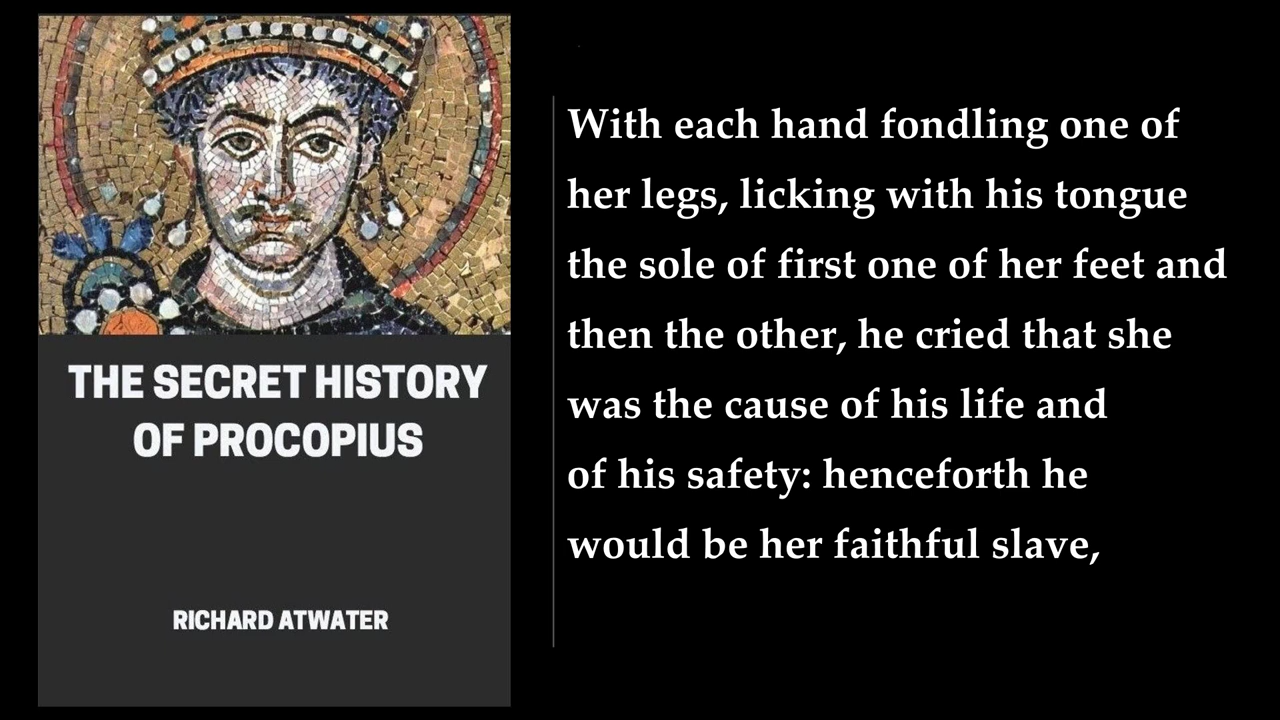 THE SECRET HISTORY
OF PROCOPIUS
RICHARD ATWATER
With each hand fondling one of
her legs, licking with his tongue
the sole of first one of her feet and
then the other, he cried that she
was the cause of his life and
of his safety: henceforth he
would be her faithful slave,